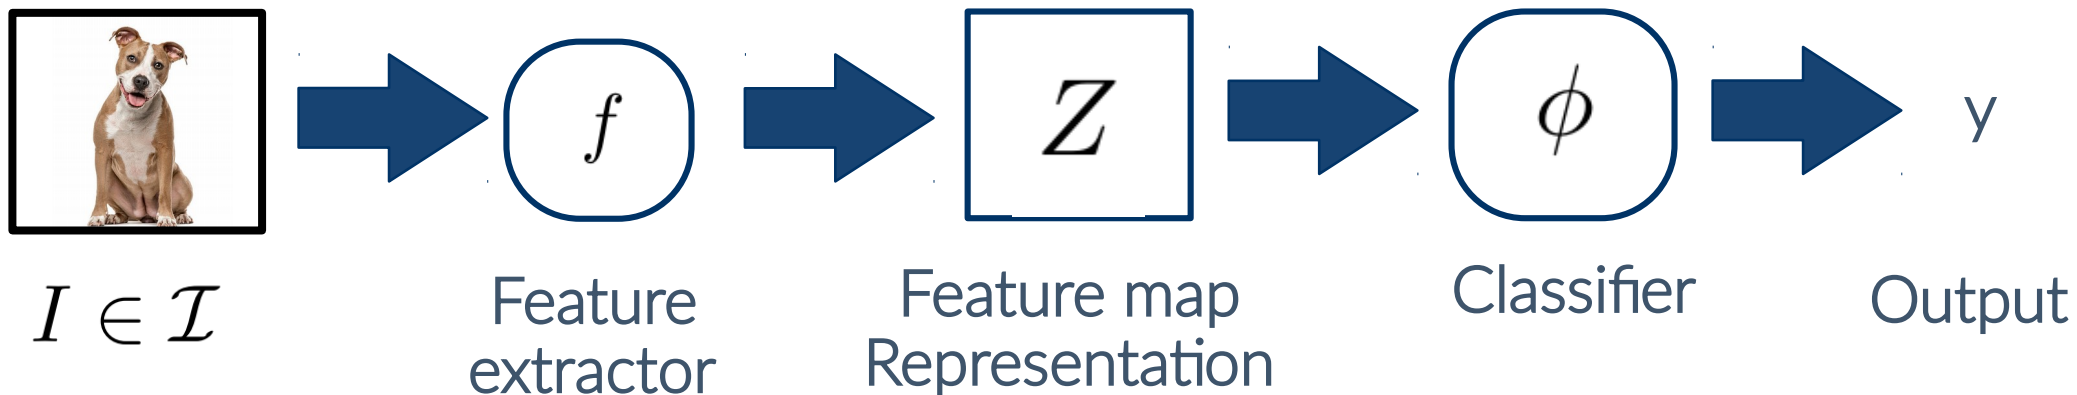 f
Z
ϕ
y
I ∈ ℐ
Feature
extractor
Feature map
Representation
Classifier
Output